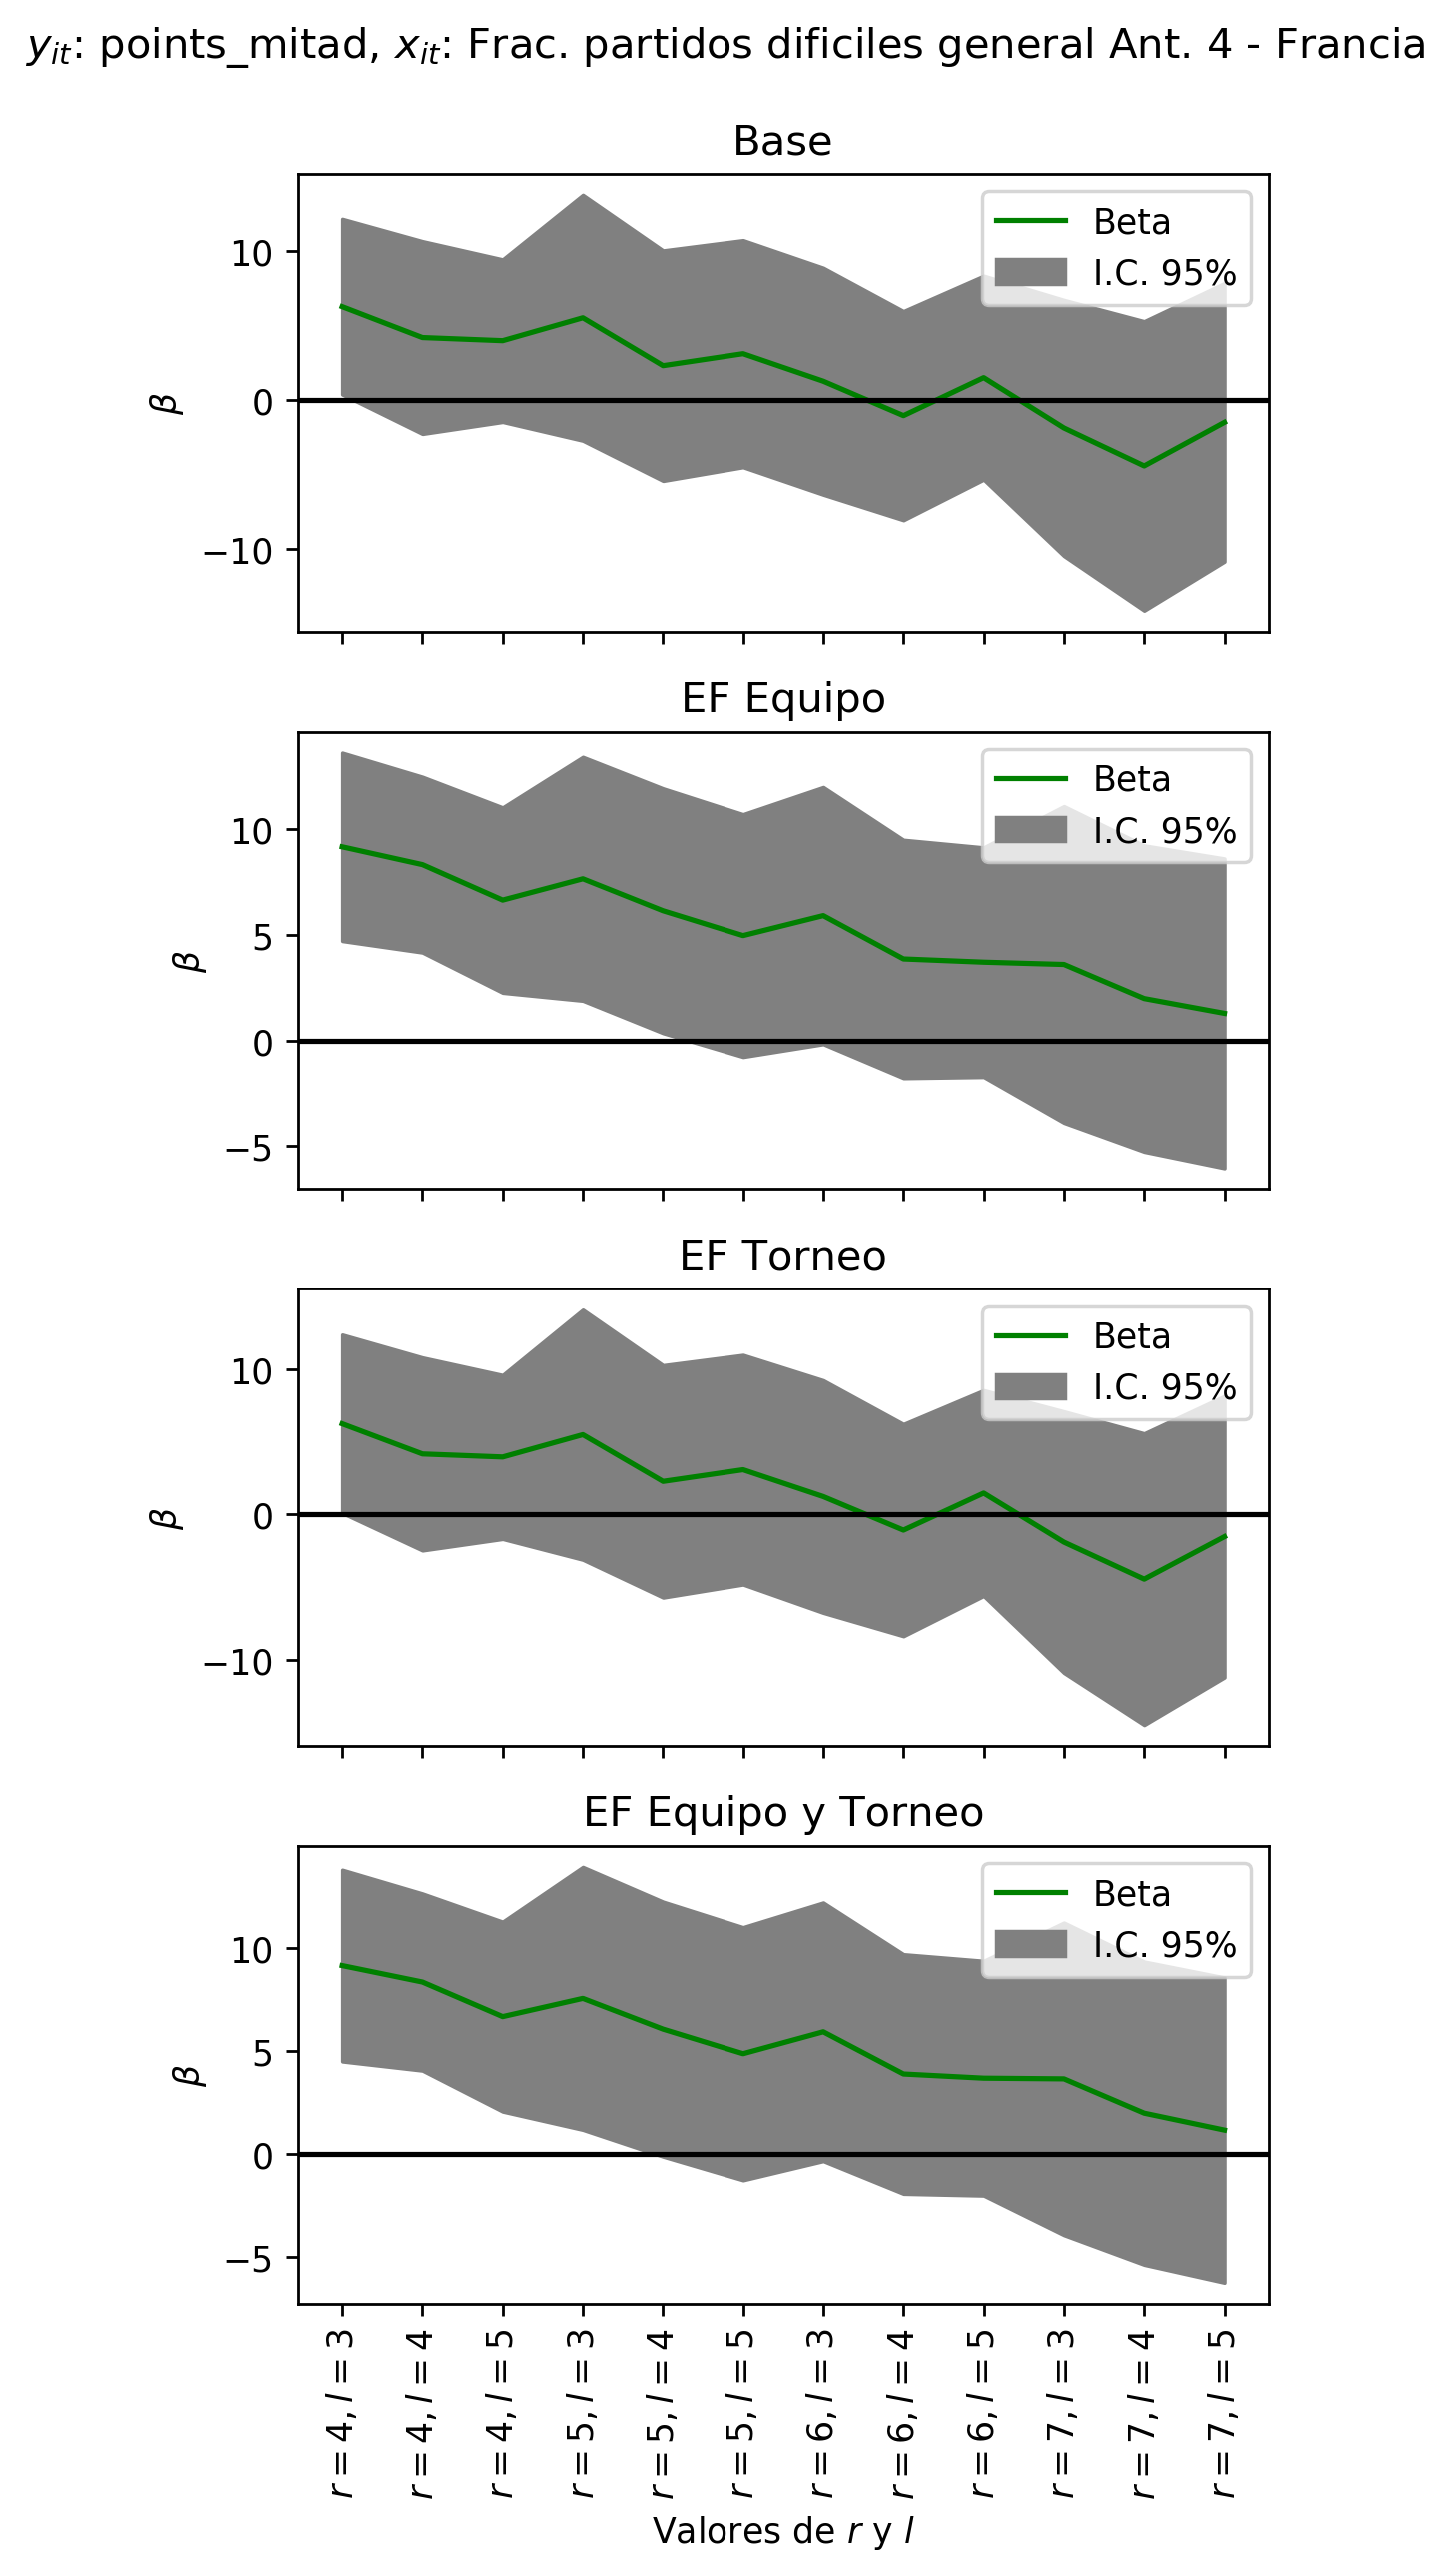 y_it: points_mitad, x_it: Frac. partidos dificiles general Ant. 4 - Francia
Base
Beta
I.C. 95%
10
0
−10
β
EF Equipo
Beta
I.C. 95%
10
5
0
−5
β
EF Torneo
Beta
I.C. 95%
10
0
−10
β
EF Equipo y Torneo
Beta
I.C. 95%
10
5
0
−5
β
r = 4, l = 3
r = 4, l = 4
r = 4, l = 5
r = 5, l = 3
r = 5, l = 4
r = 5, l = 5
r = 6, l = 3
r = 6, l = 4
r = 6, l = 5
r = 7, l = 3
r = 7, l = 4
r = 7, l = 5
Valores de r y l